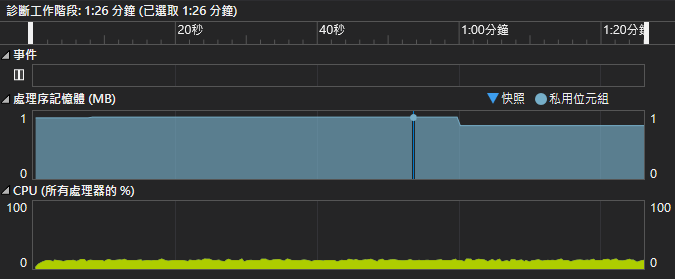 診斷工作階段: 1:26 分鐘 (已選取 1:26 分鐘)
20秒 40秒 1:00分鐘 1:20分鐘
事件
處理序記憶體 (MB) 快照 私用位元組
1 1
0 0
CPU (所有處理器的 %)
100 100
0 0